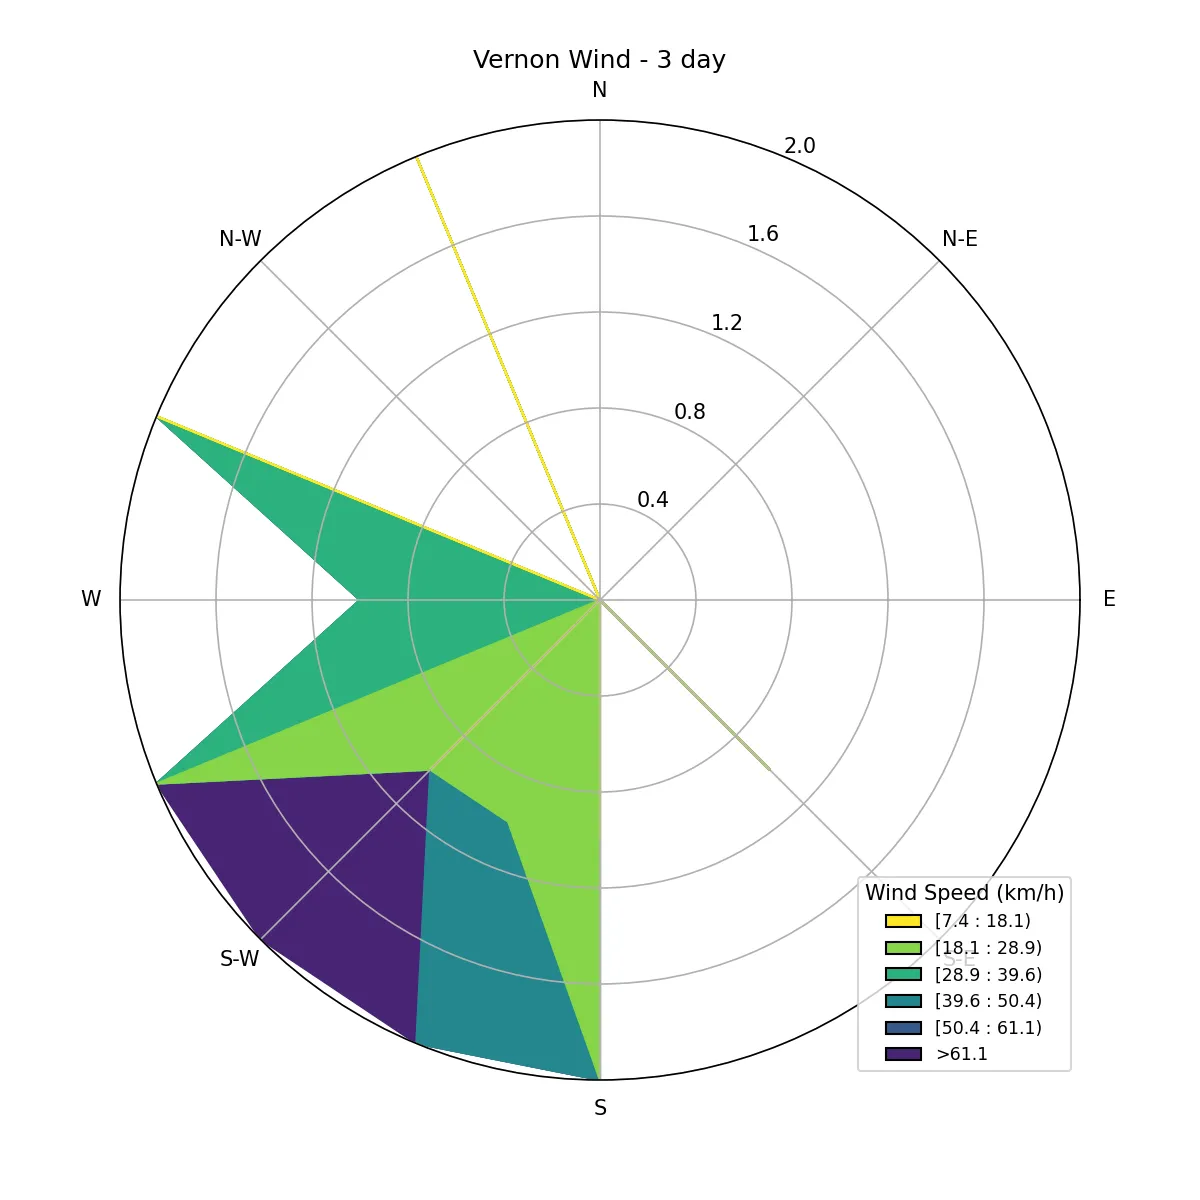 Vernon Wind - 3 day
N
2.0
N-W
1.6
N-E
1.2
0.8
0.4
W
E
S-W
S-E
S
Wind Speed (km/h)
[7.4 : 18.1)
[18.1 : 28.9)
[28.9 : 39.6)
[39.6 : 50.4)
[50.4 : 61.1)
>61.1